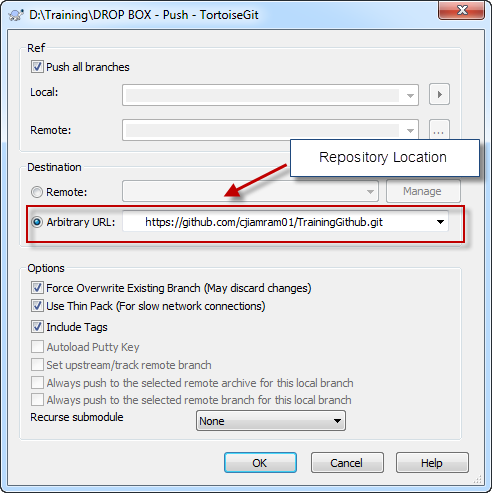 D:\Training\DROP BOX - Push - TortoiseGit
Ref
Push all branches
Local:
Remote:
...
Repository Location
Destination
Remote:
Manage
Arbitrary URL:
https://github.com/cjiamram01/TrainingGithub.git
Options
Force Overwrite Existing Branch (May discard changes)
Use Thin Pack (For slow network connections)
Include Tags
Autoload Putty Key
Set upstream/track remote branch
Always push to the selected remote archive for this local branch
Always push to the selected remote branch for this local branch
Recurse submodule
None
OK
Cancel
Help